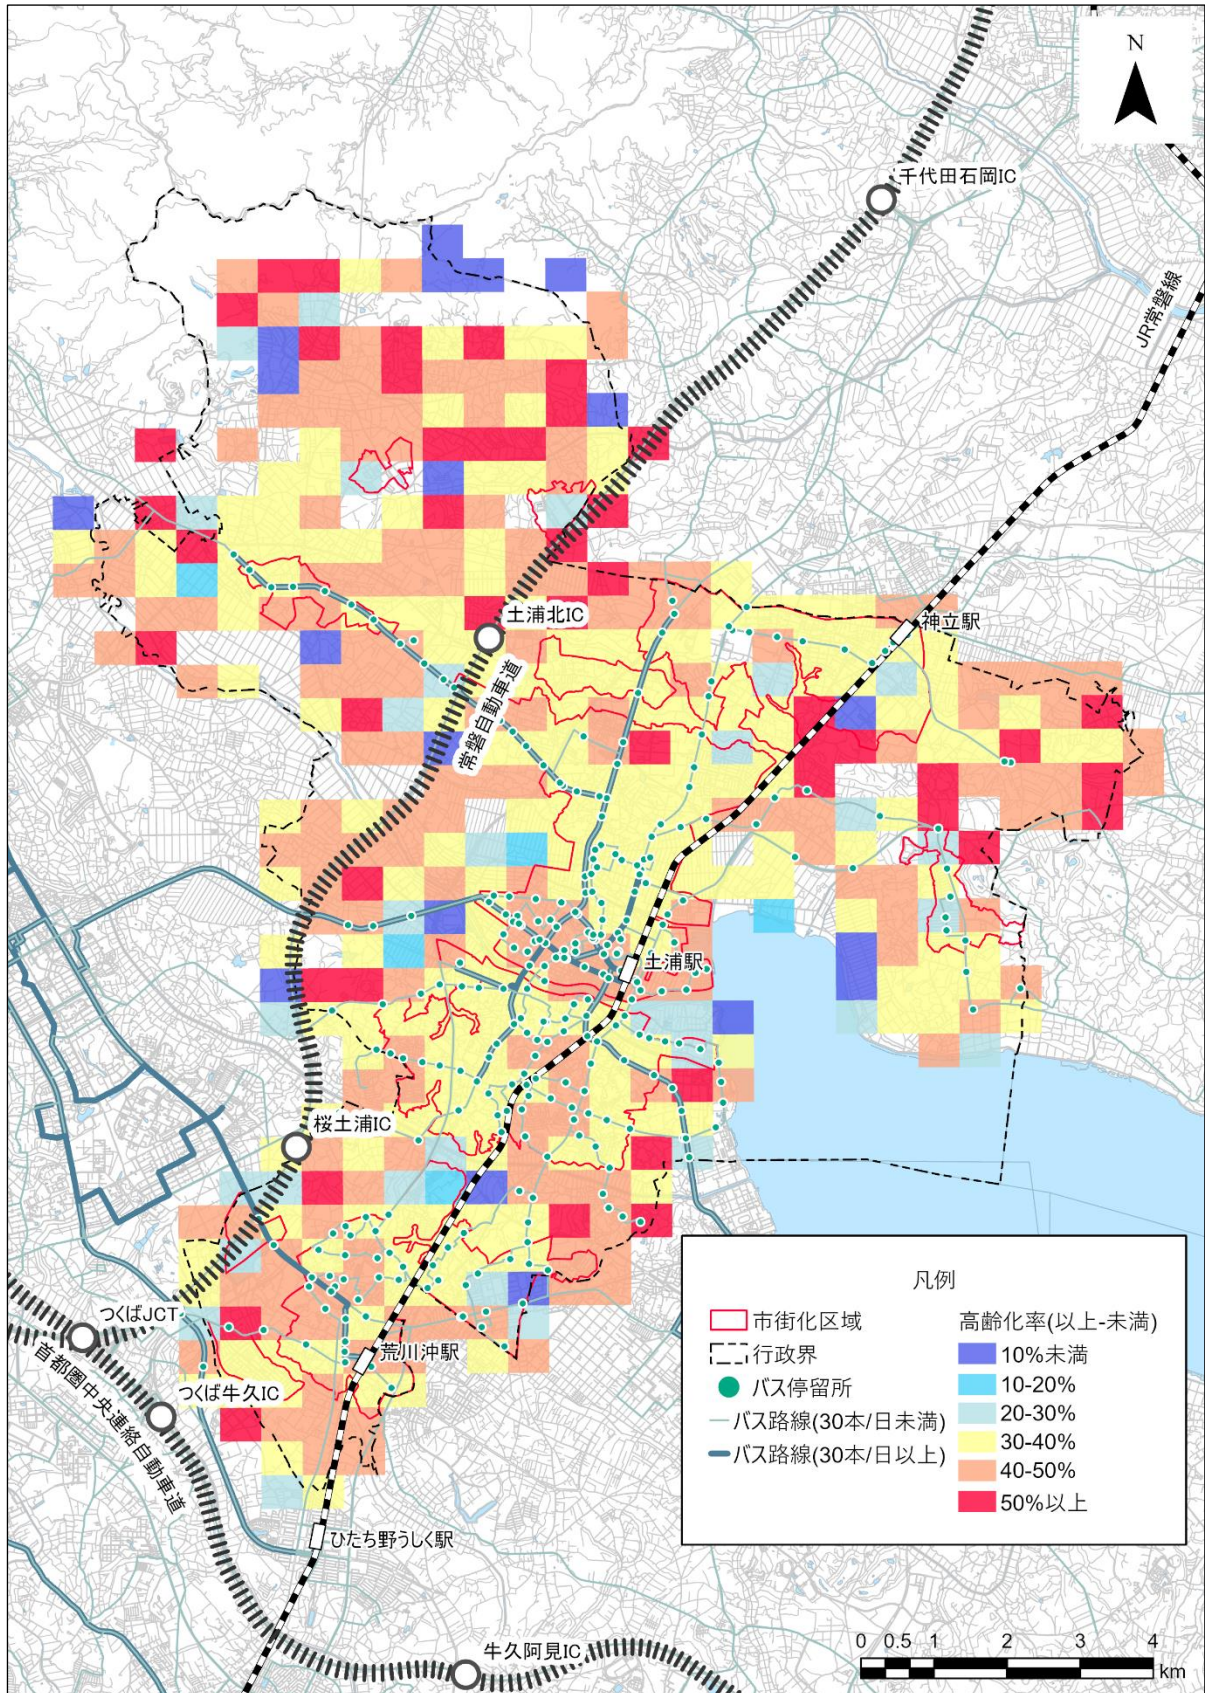 N
千代田石岡IC
JR常磐線
土浦北IC
神立駅
常磐自動車道
土浦駅
桜土浦IC
つくばJCT
荒川沖駅
つくば牛久IC
首都圏中央連絡自動車道
ひたち野うしく駅
牛久阿見IC
凡例
市街化区域
行政界
バス停留所
バス路線(30本/日未満)
バス路線(30本/日以上)
高齢化率(以上-未満)
10%未満
10-20%
20-30%
30-40%
40-50%
50%以上
0 0.5 1 2 3 4
km